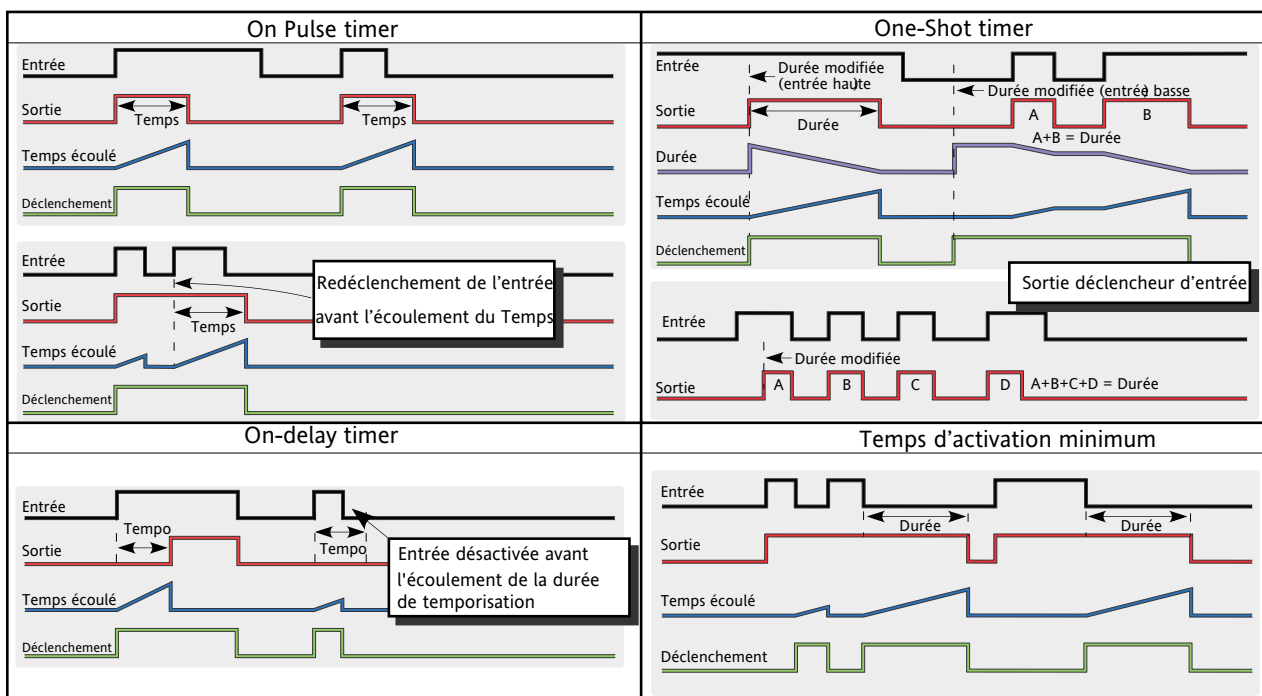 On Pulse timer
Entrée
Sortie
Temps
Temps
Temps écoulé
Déclenchement
Entrée
Redéclenchement de l'entrée
avant l'écoulement du Temps
Sortie
Temps
Temps écoulé
Déclenchement
One-Shot timer
Entrée
Durée modifiée
(entrée haute)
Durée modifiée (entrée) basse
Sortie
Durée
A
B
A+B = Durée
Durée
Temps écoulé
Déclenchement
Sortie déclencheur d'entrée
Entrée
Durée modifiée
Sortie
A
B
C
D
A+B+C+D = Durée
On-delay timer
Entrée
Tempo
Tempo
Sortie
Entrée désactivée avant
l'écoulement de la durée
de temporisation
Temps écoulé
Déclenchement
Temps d'activation minimum
Entrée
Durée
Durée
Sortie
Temps écoulé
Déclenchement